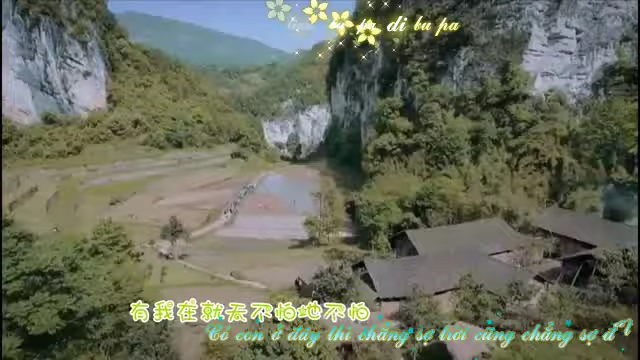 di bu pa
有我在就天不怕地不怕
Có con ở đây thì chẳng sợ trời cũng chẳng sợ đ